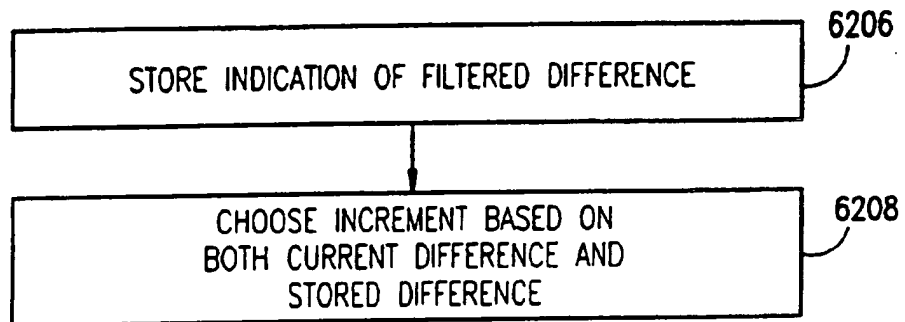 6206
STORE INDICATION OF FILTERED DIFFERENCE
6208
CHOOSE INCREMENT BASED ON
BOTH CURRENT DIFFERENCE AND
STORED DIFFERENCE